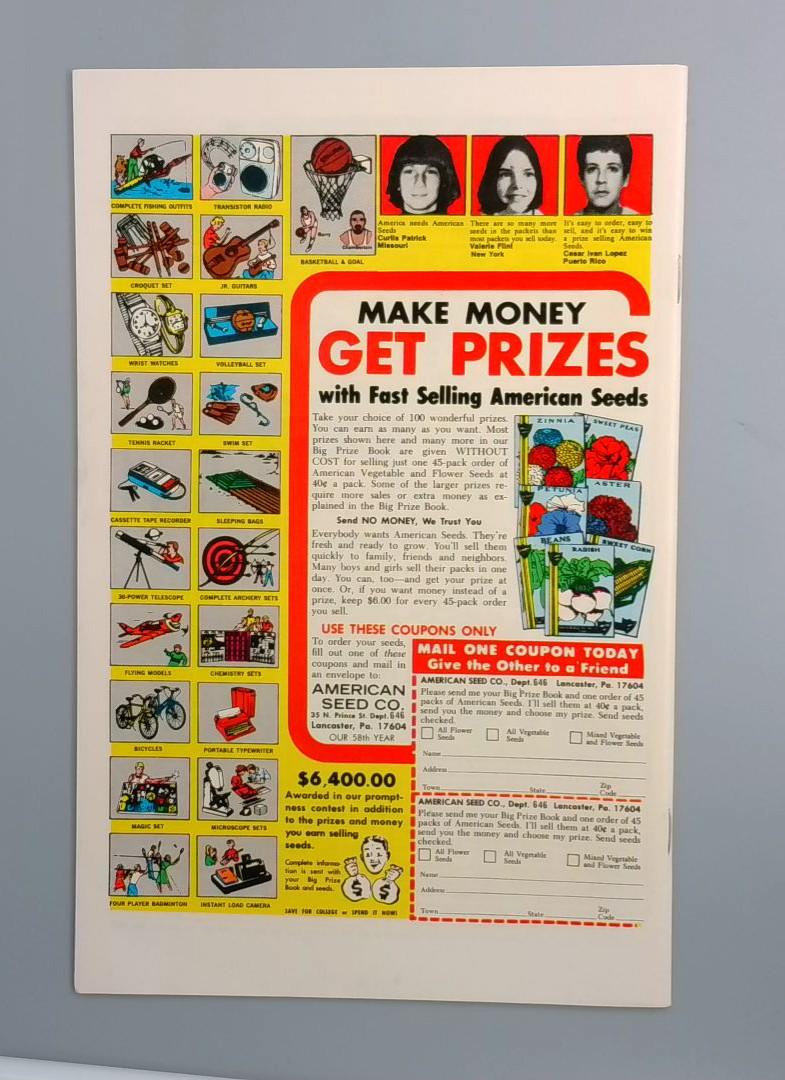 COMPLETE FISHING OUTFITS
TRANSISTOR RADIO
CROQUET SET
JR. GUITARS
WRIST WATCHES
VOLLEYBALL SET
TENNIS RACKET
SWIM SET
CASSETTE TAPE RECORDER
SLEEPING BAGS
30-POWER TELESCOPE
COMPLETE ARCHERY SETS
FLYING MODELS
CHEMISTRY SETS
BICYCLES
PORTABLE TYPEWRITER
MAGIC SET
MICROSCOPE SETS
FOUR PLAYER BADMINTON
INSTANT LOAD CAMERA
Barry
Chamberlain
BASKETBALL & GOAL
America needs American
Seeds
Curtis Patrick
Missouri
There are so many more
seeds in the packets than
most packets you sell today.
Valerie Flint
New York
It's easy to order, easy to
sell, and it's easy to win
a prize selling American
Seeds.
Cesar Ivan Lopez
Puerto Rico
MAKE MONEY
GET PRIZES
with Fast Selling American Seeds
Take your choice of 100 wonderful prizes.
You can earn as many as you want. Most
prizes shown here and many more in our
Big Prize Book are given WITHOUT
COST for selling just one 45-pack order of
American Vegetable and Flower Seeds at
40¢ a pack. Some of the larger prizes re-
quire more sales or extra money as ex-
plained in the Big Prize Book.
Send NO MONEY, We Trust You
Everybody wants American Seeds. They're
fresh and ready to grow. You'll sell them
quickly to family, friends and neighbors.
Many boys and girls sell their packs in one
day. You can, too—and get your prize at
once. Or, if you want money instead of a
prize, keep $6.00 for every 45-pack order
you sell.
ZINNIA
SWEET PEAS
PETUNIA
ASTER
BEANS
RADISH
SWEET CORN
USE THESE COUPONS ONLY
To order your seeds,
fill out one of these
coupons and mail in
an envelope to:
AMERICAN
SEED CO.
35 N. Prince St. Dept. 646
Lancaster, Pa. 17604
OUR 58th YEAR
MAIL ONE COUPON TODAY
Give the Other to a Friend
AMERICAN SEED CO., Dept. 646 Lancaster, Pa. 17604
Please send me your Big Prize Book and one order of 45
packs of American Seeds. I'll sell them at 40¢ a pack,
send you the money and choose my prize. Send seeds
checked.
All Flower
Seeds
All Vegetable
Seeds
Mixed Vegetable
and Flower Seeds
Name
Address
Town State Zip
Code
AMERICAN SEED CO., Dept. 646 Lancaster, Pa. 17604
Please send me your Big Prize Book and one order of 45
packs of American Seeds. I'll sell them at 40¢ a pack,
send you the money and choose my prize. Send seeds
checked.
All Flower
Seeds
All Vegetable
Seeds
Mixed Vegetable
and Flower Seeds
Name
Address
Town State Zip
Code
$6,400.00
Awarded in our prompt-
ness contest in addition
to the prizes and money
you earn selling
seeds.
Complete informa-
tion is sent with
your Big Prize
Book and seeds.
$ $
SAVE FOR COLLEGE or SPEND IT NOW!